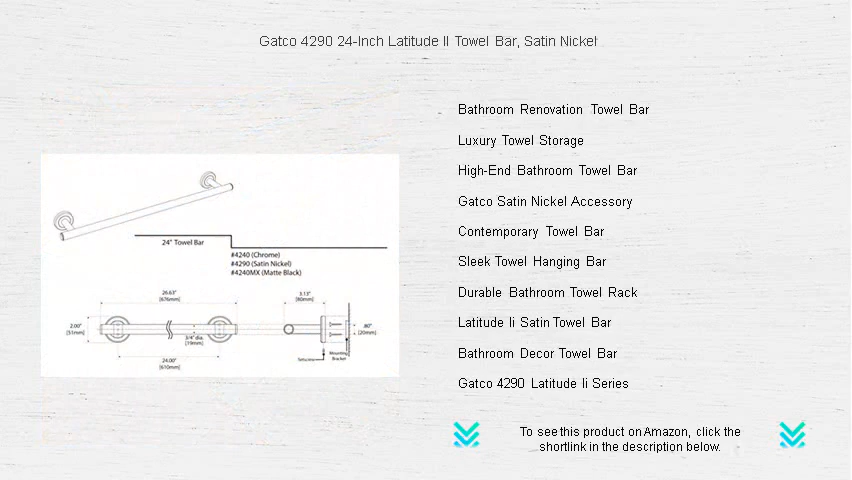 Gatco 4290 24-Inch Latitude II Towel Bar, Satin Nickel
Bathroom Renovation Towel Bar
Luxury Towel Storage
High-End Bathroom Towel Bar
Gatco Satin Nickel Accessory
Contemporary Towel Bar
Sleek Towel Hanging Bar
Durable Bathroom Towel Rack
Latitude Ii Satin Towel Bar
Bathroom Decor Towel Bar
Gatco 4290 Latitude Ii Series
24" Towel Bar
#4240 (Chrome)
#4290 (Satin Nickel)
#4240MX (Matte Black)
26.63"
[676mm]
3.13"
[80mm]
2.00"
[51mm]
3/4" dia.
[19mm]
.80"
[20mm]
24.00"
[610mm]
Mounting
Bracket
To see this product on Amazon, click the
shortlink in the description below.